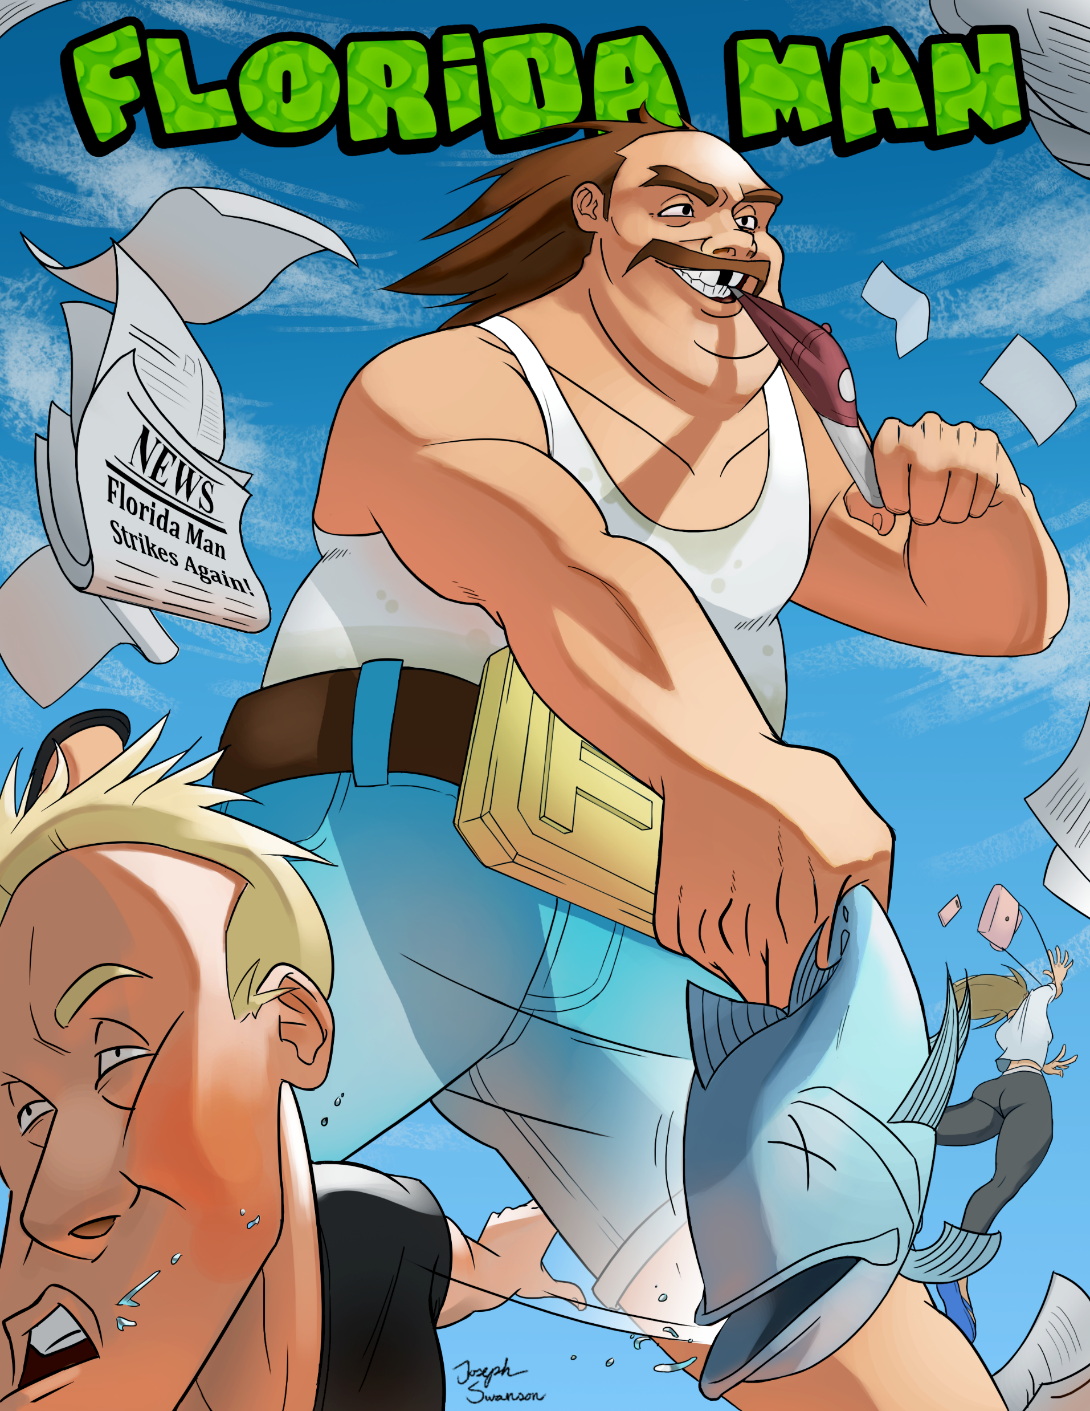 FLORiDA MAN
NEWS
Florida Man
Strikes Again!
F
Joseph
Swanson